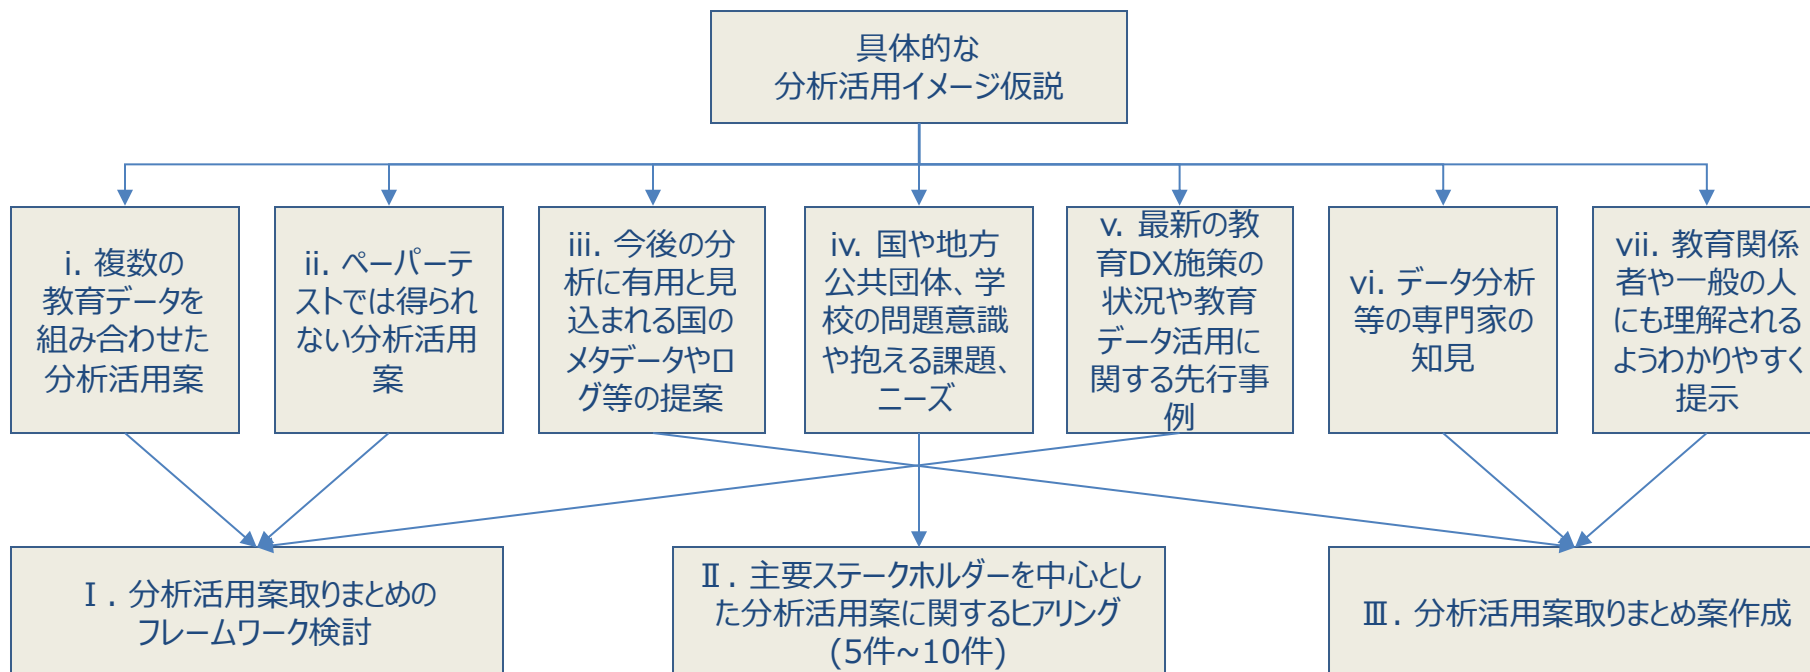 具体的な
分析活用イメージ仮説
i. 複数の
教育データを
組み合わせた
分析活用案
ii. ペーパーテ
ストでは得られ
ない分析活用
案
iii. 今後の分
析に有用と見
込まれる国の
メタデータやロ
グ等の提案
iv. 国や地方
公共団体、学
校の問題意識
や抱える課題、
ニーズ
v. 最新の教
育DX施策の
状況や教育
データ活用に
関する先行事
例
vi. データ分析
等の専門家の
知見
vii. 教育関係
者や一般の人
にも理解される
ようわかりやすく
提示
Ⅰ. 分析活用案取りまとめの
フレームワーク検討
Ⅱ. 主要ステークホルダーを中心とし
た分析活用案に関するヒアリング
(5件~10件)
Ⅲ. 分析活用案取りまとめ案作成